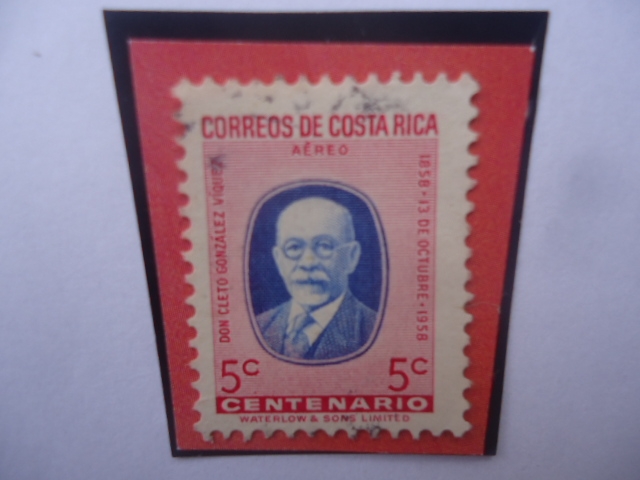 CORREOS DE COSTA RICA
AÉREO
DON CLETO GONZÁLEZ VÍQUEZ
1858 · 13 DE OCTUBRE · 1958
5c 5c
CENTENARIO
WATERLOW & SONS LIMITED